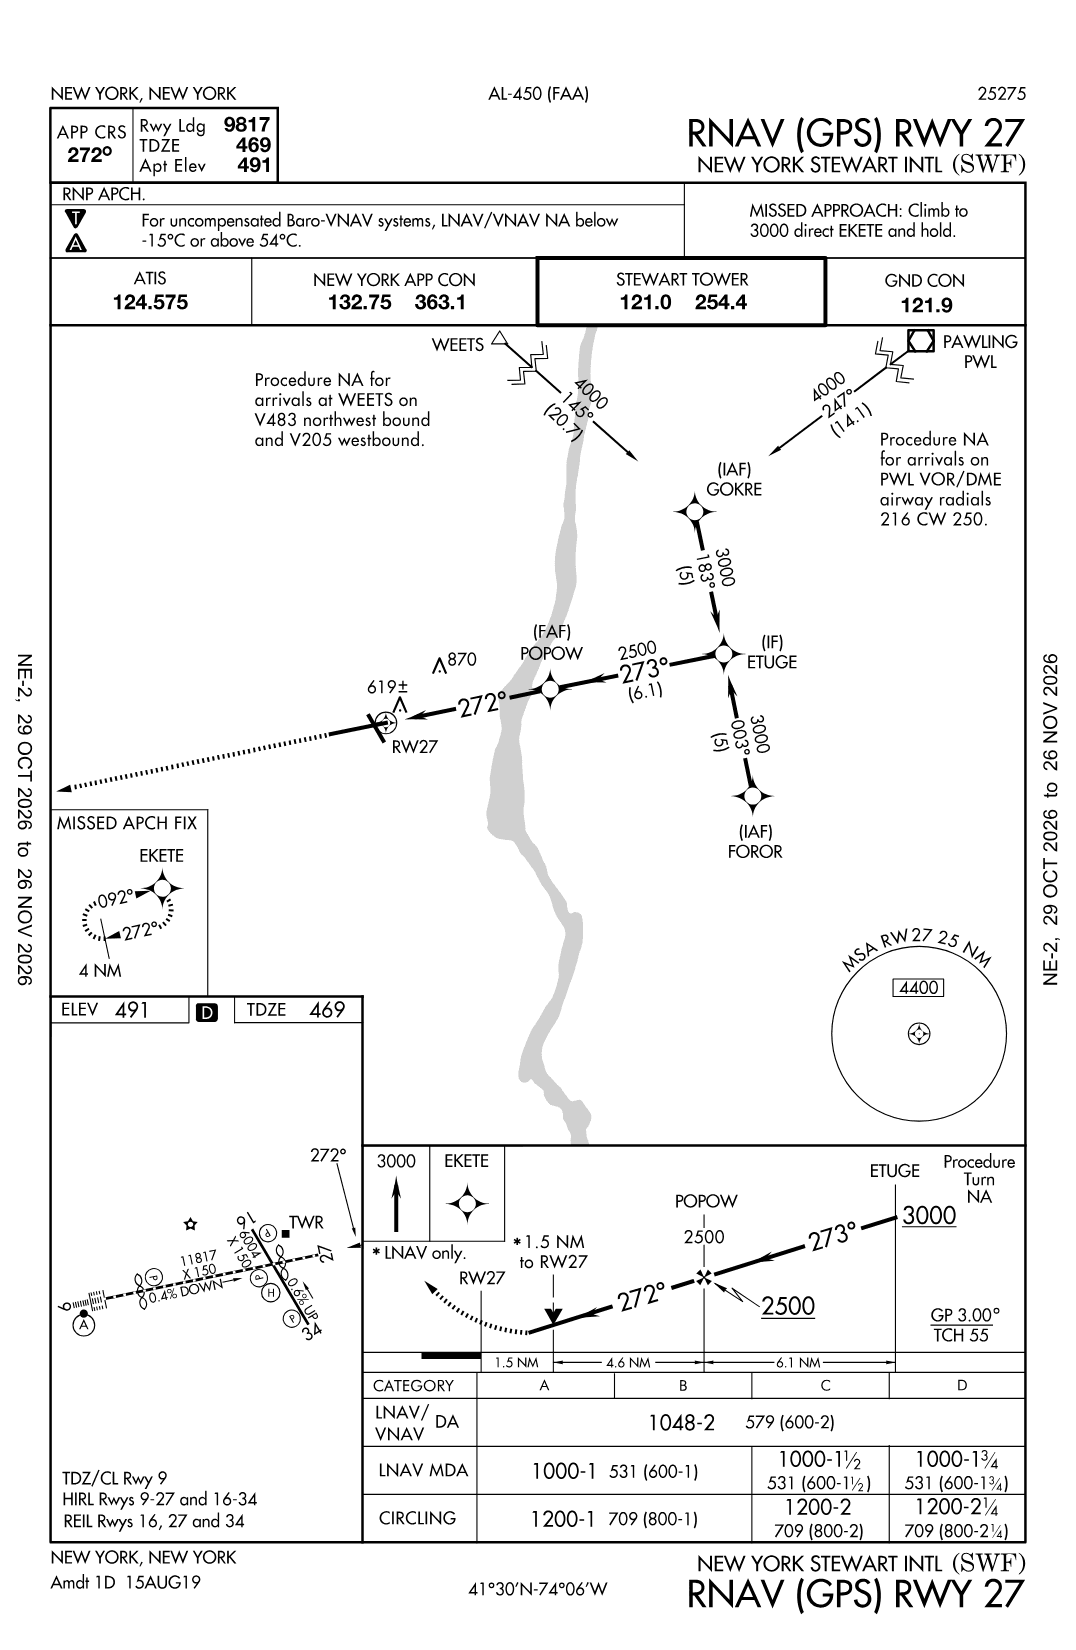 NEW YORK, NEW YORK
AL-450 (FAA)
25275
APP CRS
272°
Rwy Ldg 9817
TDZE 469
Apt Elev 491
RNAV (GPS) RWY 27
NEW YORK STEWART INTL (SWF)
RNP APCH.
T
A
For uncompensated Baro-VNAV systems, LNAV/VNAV NA below
-15°C or above 54°C.
MISSED APPROACH: Climb to
3000 direct EKETE and hold.
ATIS
124.575
NEW YORK APP CON
132.75 363.1
STEWART TOWER
121.0 254.4
GND CON
121.9
WEETS
PAWLING
PWL
Procedure NA for
arrivals at WEETS on
V483 northwest bound
and V205 westbound.
4000
145°
(20.7)
4000
247°
(14.1)
Procedure NA
for arrivals on
PWL VOR/DME
airway radials
216 CW 250.
(IAF)
GOKRE
3000
183°
(5)
(IF)
ETUGE
(FAF)
POPOW
2500
273°
(6.1)
870
619±
272°
RW27
3000
003°
(5)
(IAF)
FOROR
MISSED APCH FIX
EKETE
092°
272°
4 NM
MSA RW27 25 NM
4400
NE-2, 29 OCT 2026 to 26 NOV 2026
NE-2, 29 OCT 2026 to 26 NOV 2026
ELEV 491
D
TDZE 469
272°
TWR
16
6004
X 150
11817
X 150
0.4% DOWN
0.6% UP
P
P
P
P
H
A
9
27
34
TDZ/CL Rwy 9
HIRL Rwys 9-27 and 16-34
REIL Rwys 16, 27 and 34
3000
EKETE
* LNAV only.
RW27
* 1.5 NM
to RW27
POPOW
2500
ETUGE
Procedure
Turn
NA
3000
273°
272°
2500
GP 3.00°
TCH 55
1.5 NM
4.6 NM
6.1 NM
CATEGORY A B C D
LNAV/
VNAV DA 1048-2 579 (600-2)
LNAV MDA 1000-1 531 (600-1)
1000-1½
531 (600-1½)
1000-1¾
531 (600-1¾)
CIRCLING 1200-1 709 (800-1)
1200-2
709 (800-2)
1200-2¼
709 (800-2¼)
NEW YORK, NEW YORK
Amdt 1D 15AUG19
41°30'N-74°06'W
NEW YORK STEWART INTL (SWF)
RNAV (GPS) RWY 27